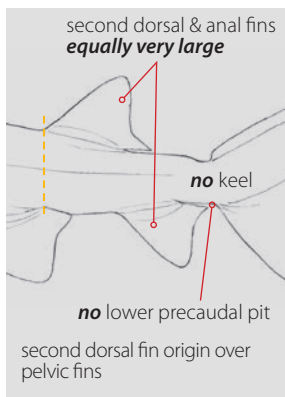 second dorsal & anal fins
equally very large
no keel
no lower precaudal pit
second dorsal fin origin over
pelvic fins